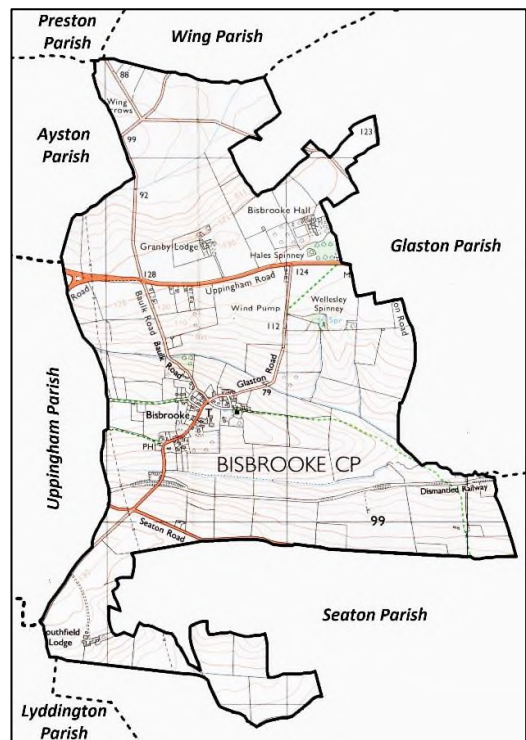 Preston
Parish
Wing Parish
88
Wing
99
Ayston
Parish
123
92
Bisbrooke Hall
Granby Lodge
Glaston Parish
Hales Spinney
128
124
Road
Uppingham Road
Wind Pump
Wellesley
Spinney
Spr
112
Baulk Road
Baulk Road
Glaston
Road
79
Uppingham Parish
Bisbrooke
PH
BISBROOKE CP
Dismantled Railway
99
Seaton
Road
Seaton Parish
Lodge
Lyddington
Parish